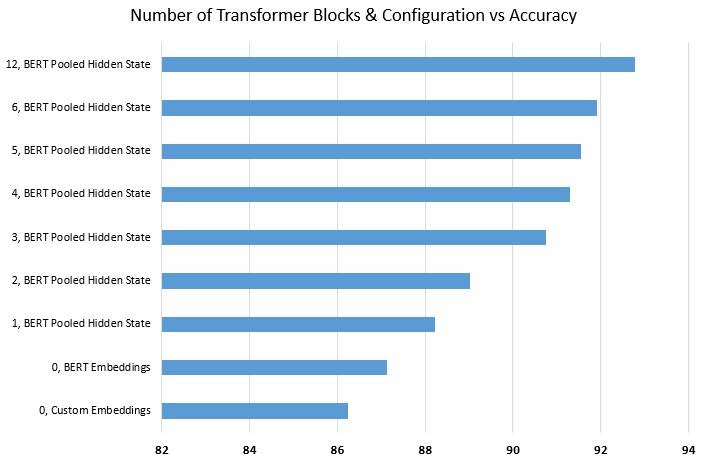 Number of Transformer Blocks & Configuration vs Accuracy
12, BERT Pooled Hidden State
6, BERT Pooled Hidden State
5, BERT Pooled Hidden State
4, BERT Pooled Hidden State
3, BERT Pooled Hidden State
2, BERT Pooled Hidden State
1, BERT Pooled Hidden State
0, BERT Embeddings
0, Custom Embeddings
82 84 86 88 90 92 94